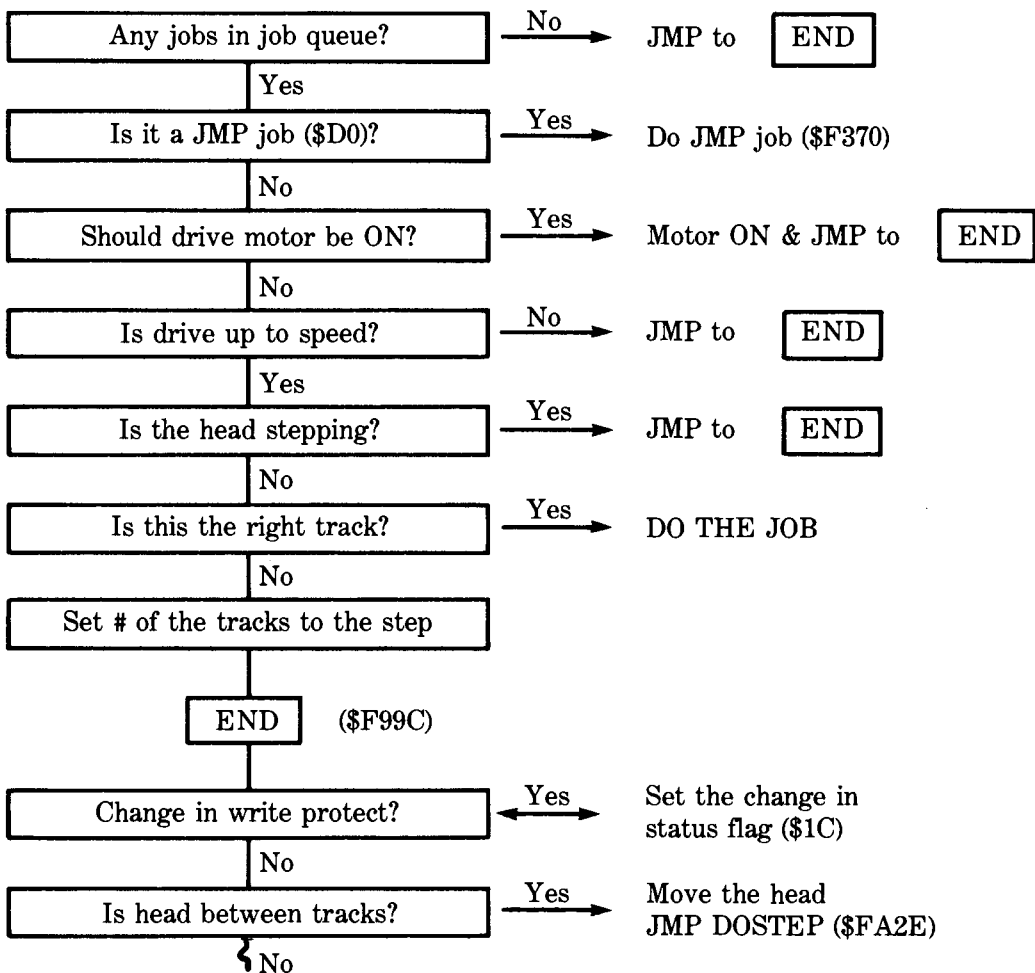 Any jobs in job queue?
No
JMP to
END
Yes
Is it a JMP job ($D0)?
Yes
Do JMP job ($F370)
No
Should drive motor be ON?
Yes
Motor ON & JMP to
END
No
Is drive up to speed?
No
JMP to
END
Yes
Is the head stepping?
Yes
JMP to
END
No
Is this the right track?
Yes
DO THE JOB
No
Set # of the tracks to the step
END
($F99C)
Change in write protect?
Yes
Set the change in
status flag ($1C)
No
Is head between tracks?
Yes
Move the head
JMP DOSTEP ($FA2E)
No